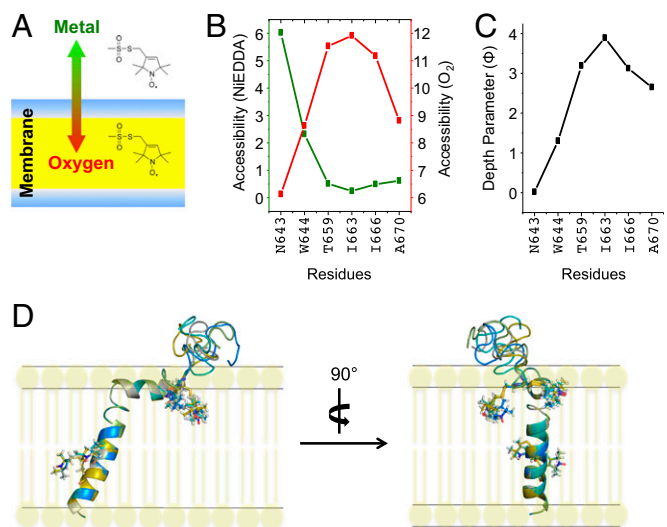 A
Metal
Membrane
Oxygen
B
Accessibility (NiEDDA)
6
5
4
3
2
1
0
12
11
10
9
8
7
6
Accessibility (O₂)
N643
W644
T659
I663
I666
A670
Residues
C
Depth Parameter (Φ)
4
3
2
1
0
N643
W644
T659
I663
I666
A670
Residues
D
90°